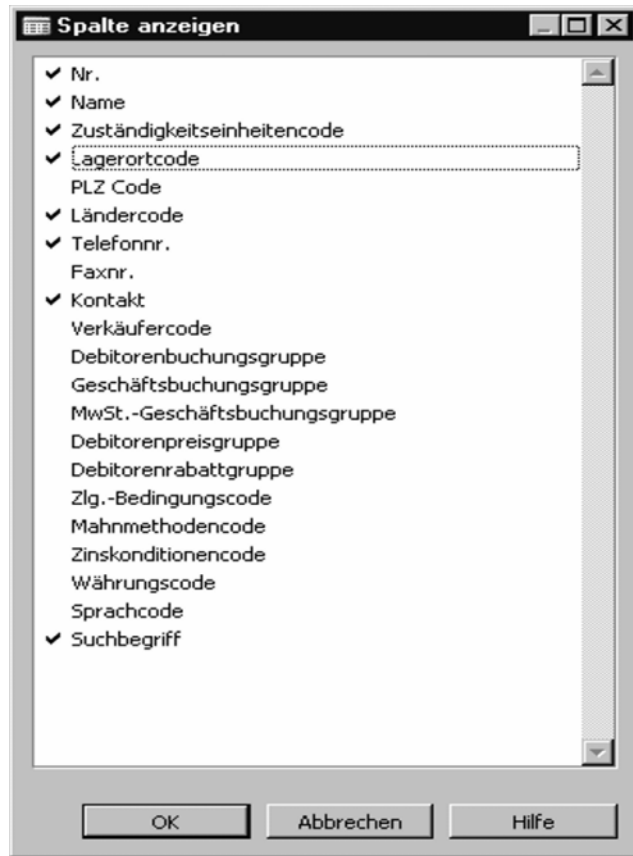 Spalte anzeigen
Nr.
Name
Zuständigkeitseinheitencode
Lagerortcode
PLZ Code
Ländercode
Telefonnr.
Faxnr.
Kontakt
Verkäufercode
Debitorenbuchungsgruppe
Geschäftsbuchungsgruppe
MwSt.-Geschäftsbuchungsgruppe
Debitorenpreisgruppe
Debitorenrabattgruppe
Zlg.-Bedingungscode
Mahnmethodencode
Zinskonditionencode
Währungscode
Sprachcode
Suchbegriff
OK Abbrechen Hilfe